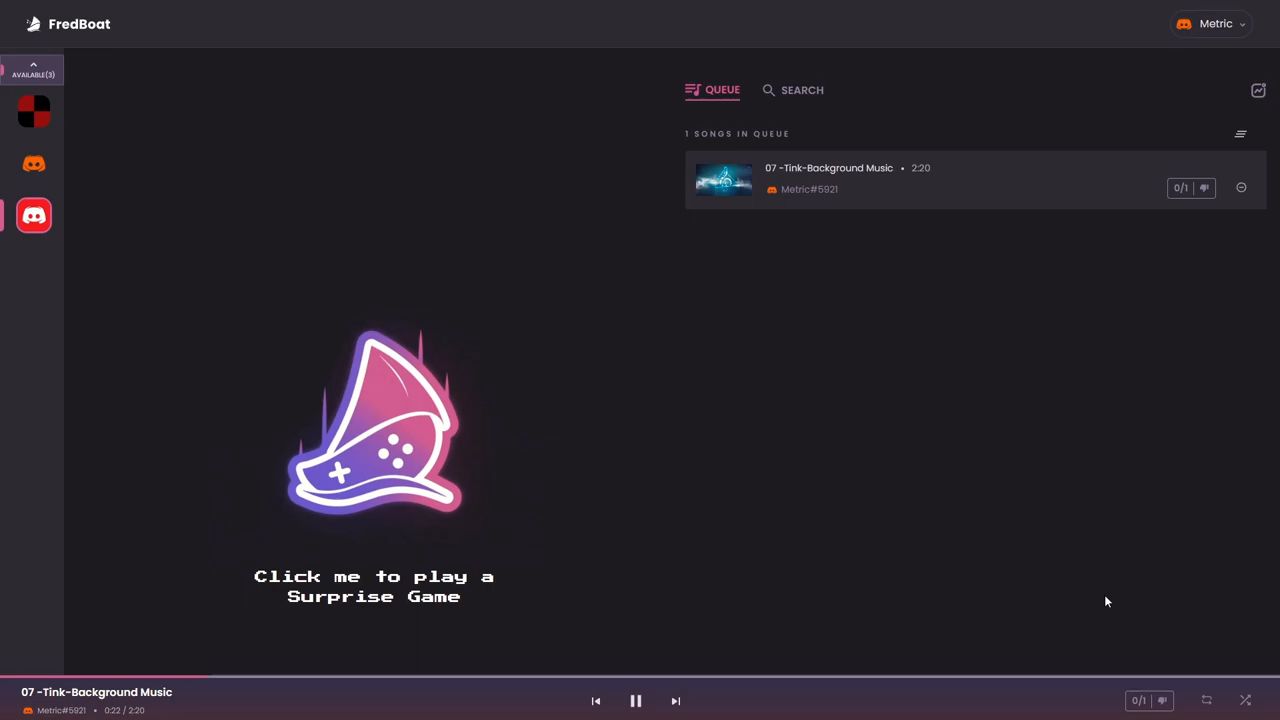 FredBoat
Metric
AVAILABLE(3)
QUEUE
SEARCH
1 SONGS IN QUEUE
07 -Tink-Background Music • 2:20
Metric#5921
0/1
Click me to play a
Surprise Game
07 -Tink-Background Music
Metric#5921 • 0:22 / 2:20
0/1